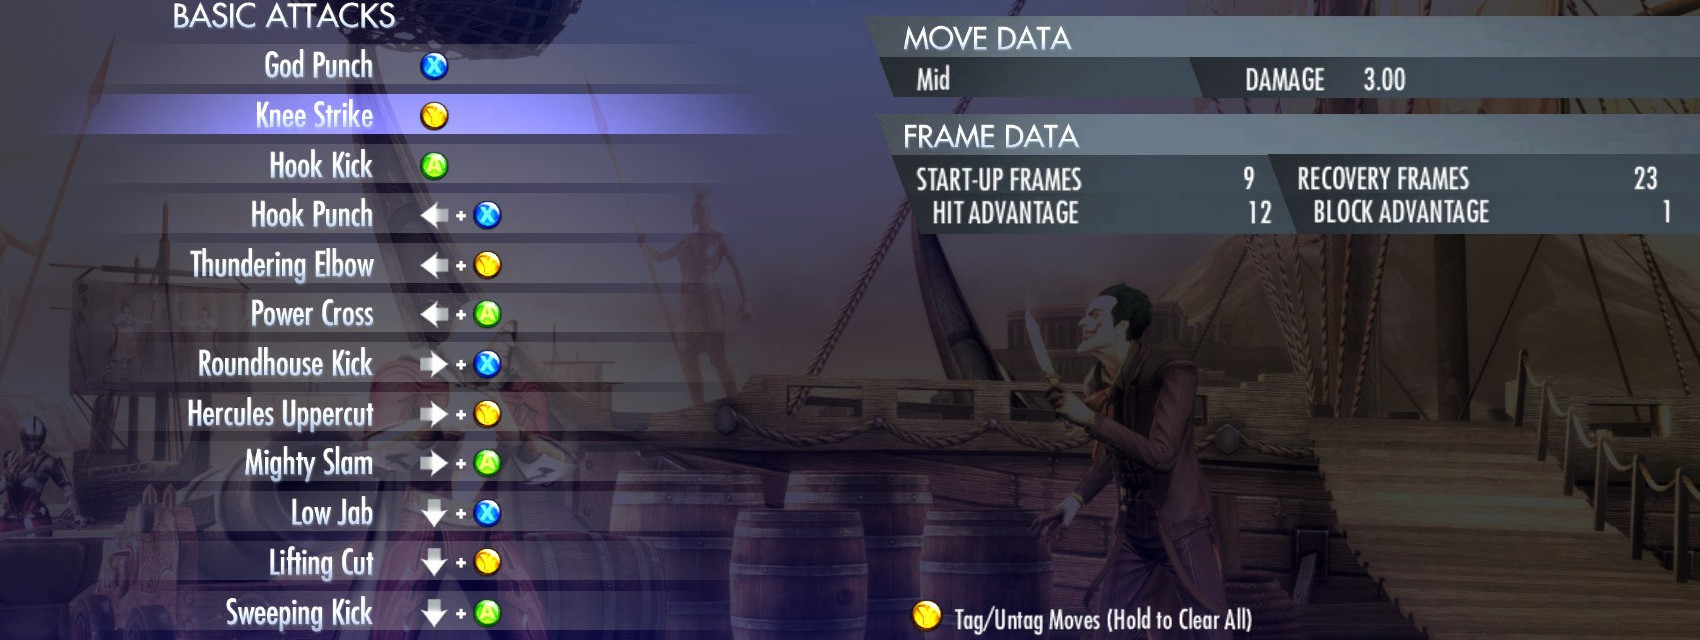 BASIC ATTACKS
God Punch X
Knee Strike Y
Hook Kick A
Hook Punch ← + X
Thundering Elbow ← + Y
Power Cross ← + A
Roundhouse Kick → + X
Hercules Uppercut → + Y
Mighty Slam → + A
Low Jab ↓ + X
Lifting Cut ↓ + Y
Sweeping Kick ↓ + A
MOVE DATA
Mid DAMAGE 3.00
FRAME DATA
START-UP FRAMES 9 RECOVERY FRAMES 23
HIT ADVANTAGE 12 BLOCK ADVANTAGE 1
Y Tag/Untag Moves (Hold to Clear All)